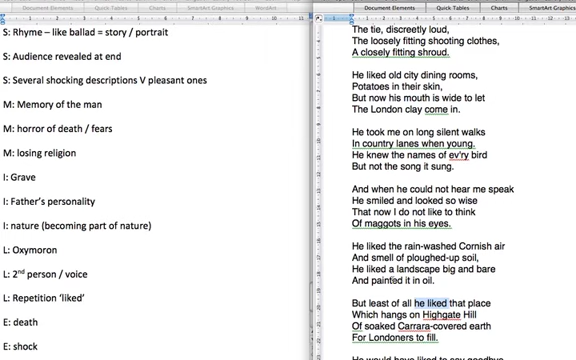 Document Elements
Quick Tables
Charts
SmartArt Graphics
WordArt
S: Rhyme – like ballad = story / portrait
S: Audience revealed at end
S: Several shocking descriptions V pleasant ones
M: Memory of the man
M: horror of death / fears
M: losing religion
I: Grave
I: Father's personality
I: nature (becoming part of nature)
L: Oxymoron
L: 2nd person / voice
L: Repetition 'liked'
E: death
E: shock
Document Elements
Quick Tables
Charts
SmartArt Graphics
The tie, discreetly loud,
The loosely fitting shooting clothes,
A closely fitting shroud.
He liked old city dining rooms,
Potatoes in their skin,
But now his mouth is wide to let
The London clay come in.
He took me on long silent walks
In country lanes when young.
He knew the names of ev'ry bird
But not the song it sung.
And when he could not hear me speak
He smiled and looked so wise
That now I do not like to think
Of maggots in his eyes.
He liked the rain-washed Cornish air
And smell of ploughed-up soil,
He liked a landscape big and bare
And painted it in oil.
But least of all he liked that place
Which hangs on Highgate Hill
Of soaked Carrara-covered earth
For Londoners to fill.
He would have liked to say goodbye